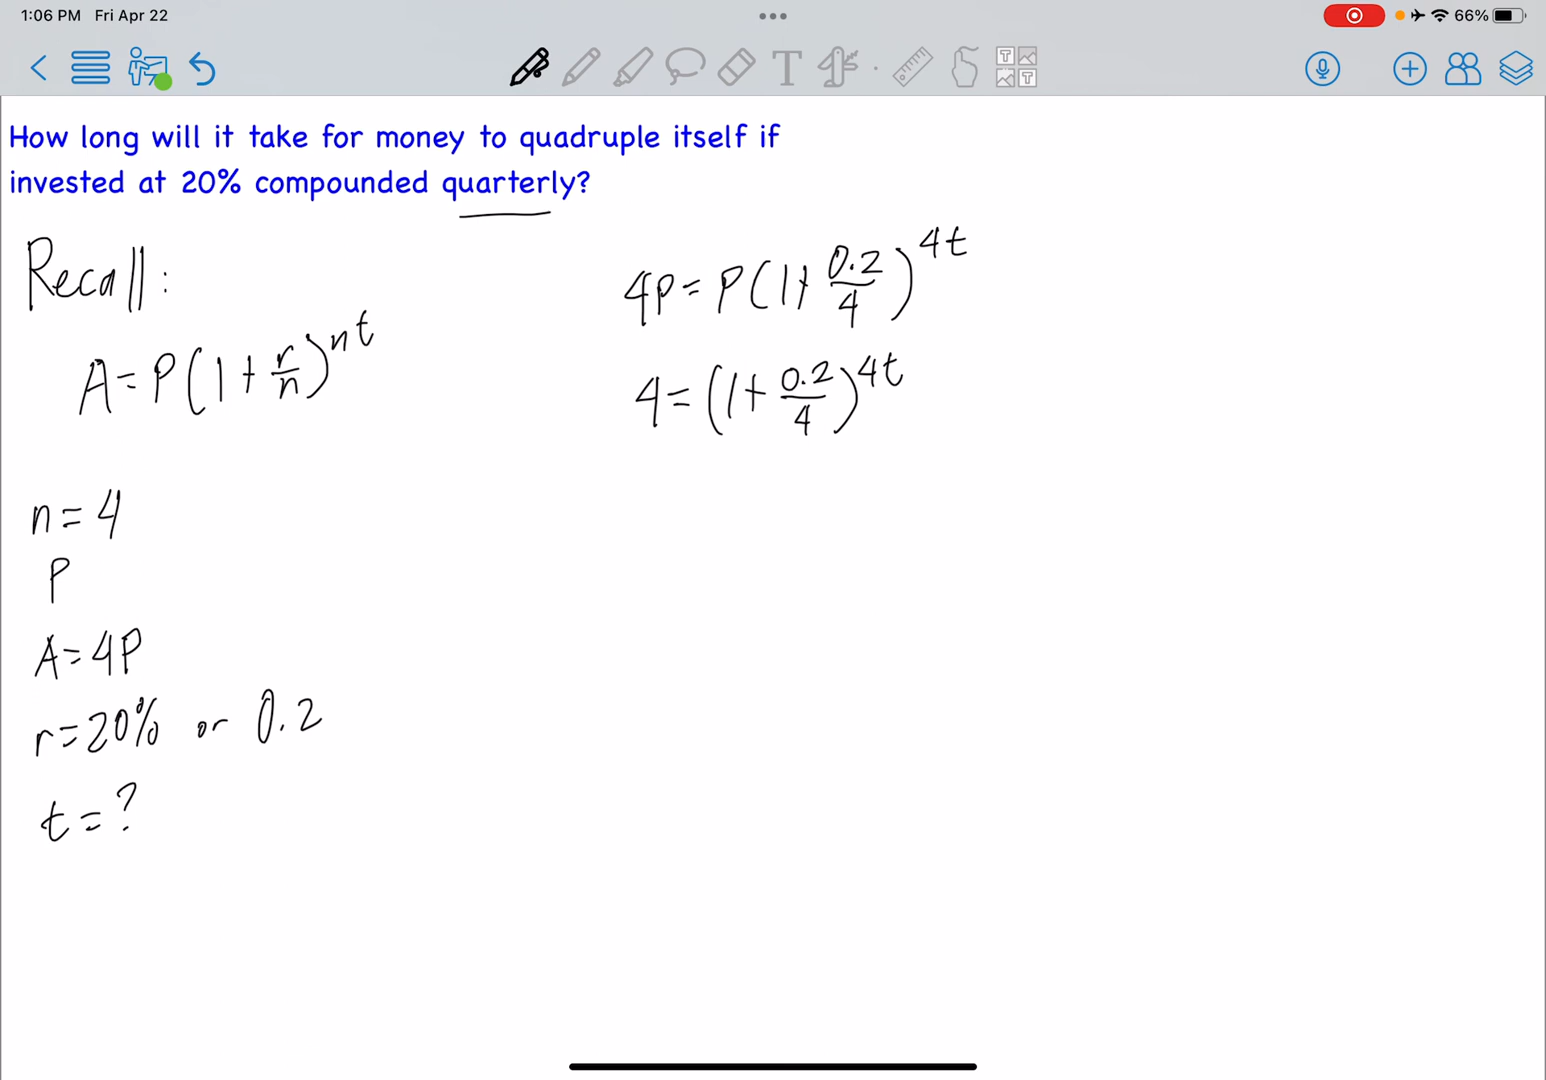 1:06 PM Fri Apr 22
66%
How long will it take for money to quadruple itself if
invested at 20% compounded quarterly?
Recall:
A=P(1+r/n)^nt
n=4
P
A=4P
r=20% or 0.2
t=?
4P=P(1+0.2/4)^4t
4=(1+0.2/4)^4t